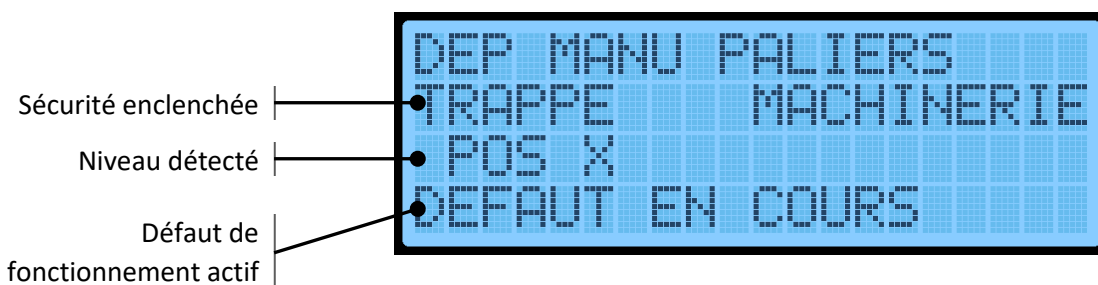 DEP MANU PALIERS
Sécurité enclenchée
TRAPPE MACHINERIE
Niveau détecté
POS X
Défaut de
fonctionnement actif
DEFAUT EN COURS